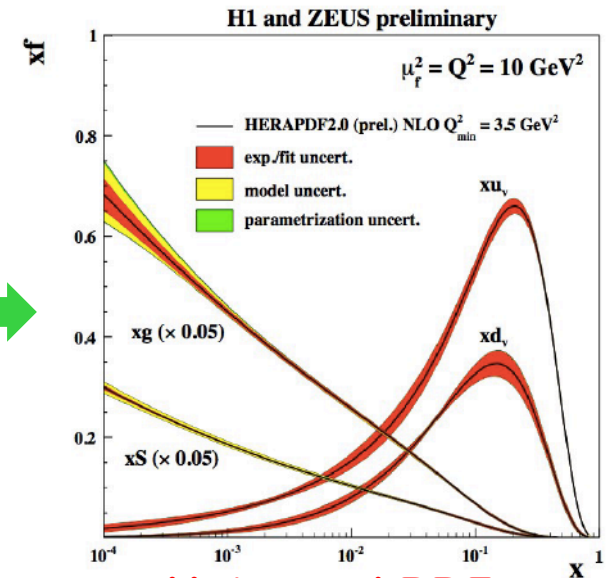 H1 and ZEUS preliminary
xf
1
μ_f² = Q² = 10 GeV²
HERAPDF2.0 (prel.) NLO Q²_min = 3.5 GeV²
exp./fit uncert.
model uncert.
parametrization uncert.
0.8
xu_v
0.6
0.4
xg (× 0.05)
xd_v
0.2
xS (× 0.05)
10⁻⁴ 10⁻³ 10⁻² 10⁻¹ 1
x